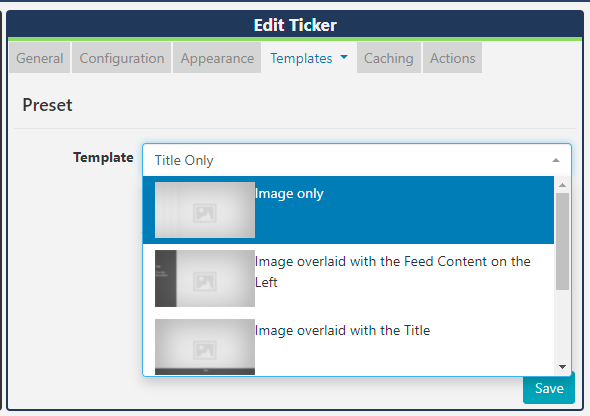 Edit Ticker
General Configuration Appearance Templates Caching Actions
Preset
Template Title Only
Image only
Image overlaid with the Feed Content on the
Left
Image overlaid with the Title
Save